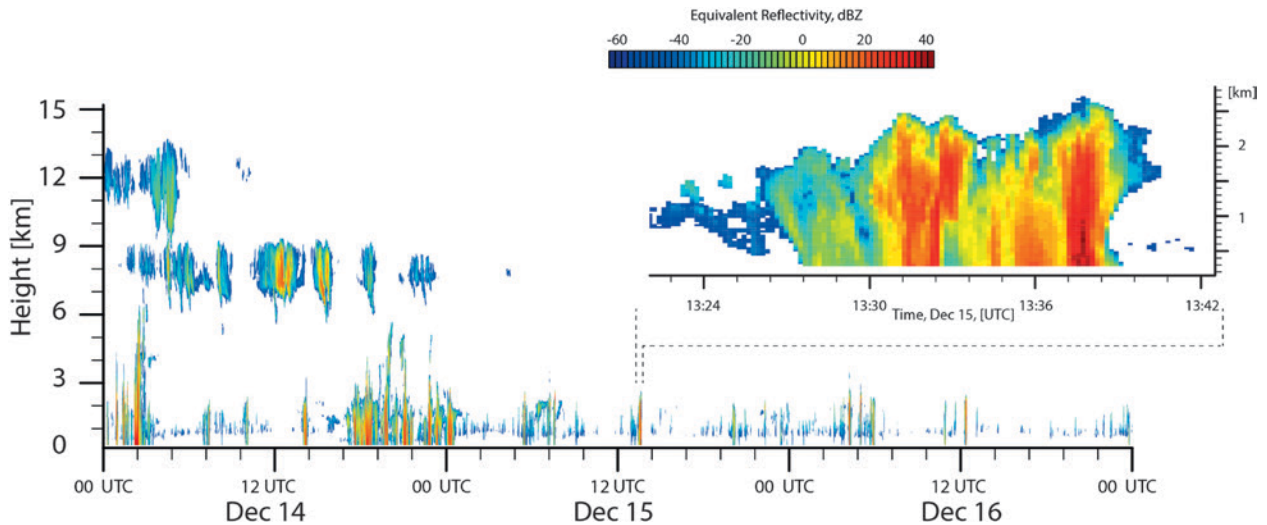 Equivalent Reflectivity, dBZ
-60 -40 -20 0 20 40
Height [km]
15
12
9
6
3
0
[km]
2
1
13:24 13:30 13:36 13:42
Time, Dec 15, [UTC]
00 UTC 12 UTC 00 UTC 12 UTC 00 UTC 12 UTC 00 UTC
Dec 14 Dec 15 Dec 16